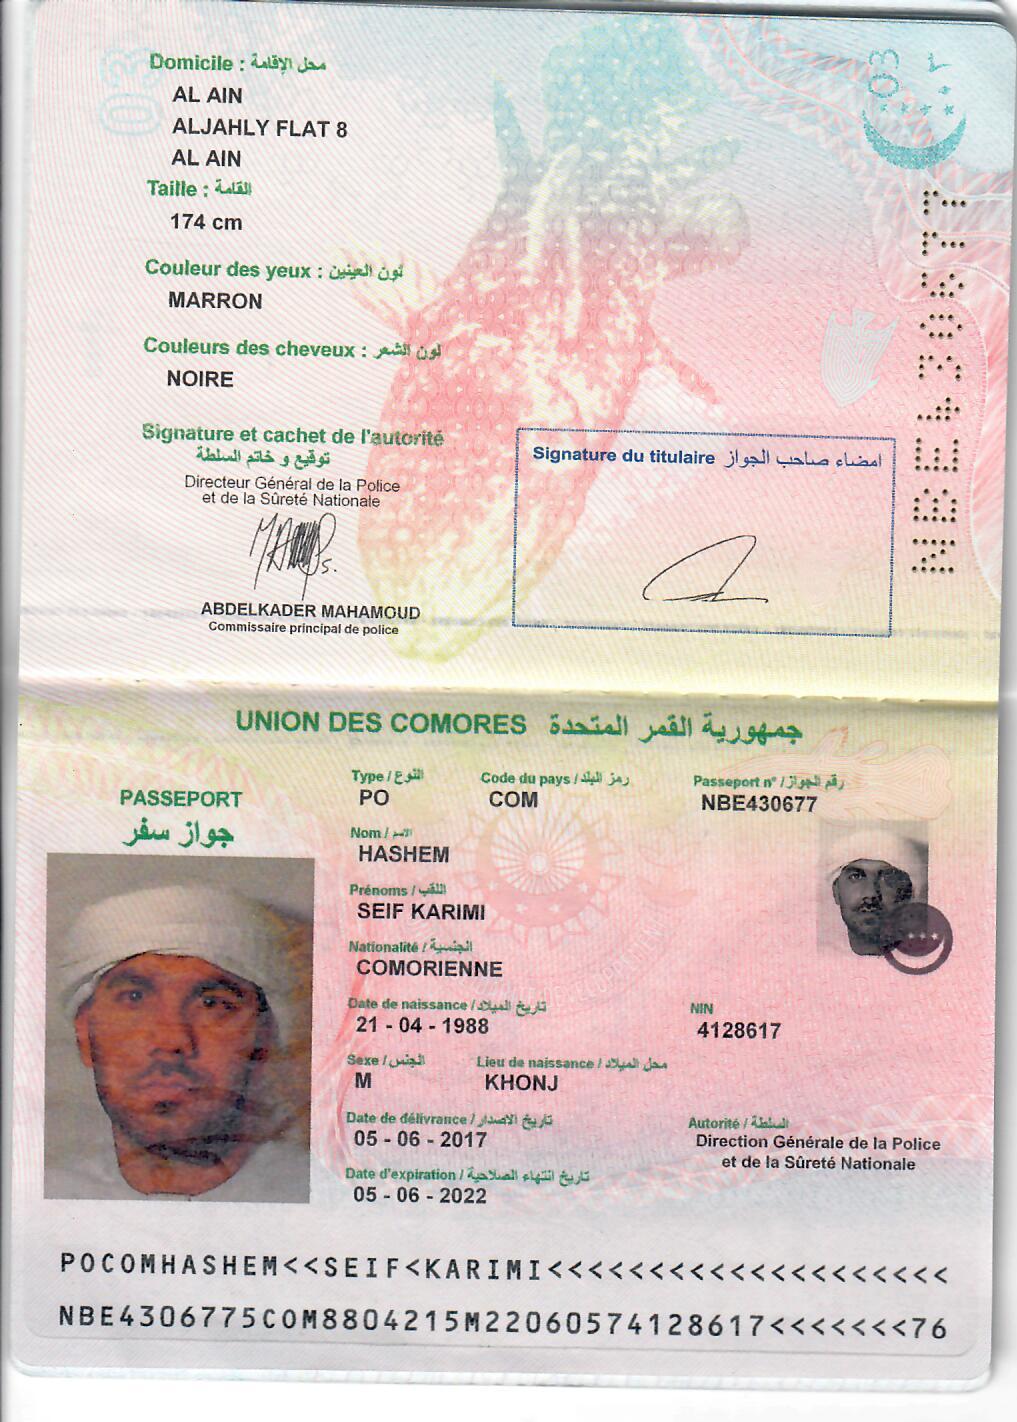 03
٠٣
Domicile : محل الإقامة :
AL AIN
ALJAHLY FLAT 8
AL AIN
Taille : القامة :
174 cm
Couleur des yeux : لون العينين :
MARRON
Couleurs des cheveux : لون الشعر :
NOIRE
Signature et cachet de l'autorité
توقيع و خاتم السلطة
Directeur Général de la Police
et de la Sûreté Nationale
ABDELKADER MAHAMOUD
Commissaire principal de police
Signature du titulaire امضاء صاحب الجواز
NBE430677
UNION DES COMORES جمهورية القمر المتحدة
PASSEPORT
جواز سفر
Type / النوع
PO
Code du pays / رمز البلد
COM
Passeport n° / رقم الجواز
NBE430677
Nom / الاسم
HASHEM
Prénoms / اللقب
SEIF KARIMI
Nationalité / الجنسية
COMORIENNE
Date de naissance / تاريخ الميلاد
21 - 04 - 1988
NIN
4128617
Sexe / الجنس
M
Lieu de naissance / محل الميلاد
KHONJ
Date de délivrance / تاريخ الاصدار
05 - 06 - 2017
Autorité / السلطة
Direction Générale de la Police
et de la Sûreté Nationale
Date d'expiration / تاريخ انتهاء الصلاحية
05 - 06 - 2022
POCOMHASHEM<<SEIF<KARIMI<<<<<<<<<<<<<<<<<<<<
NBE4306775COM8804215M22060574128617<<<<<<<76